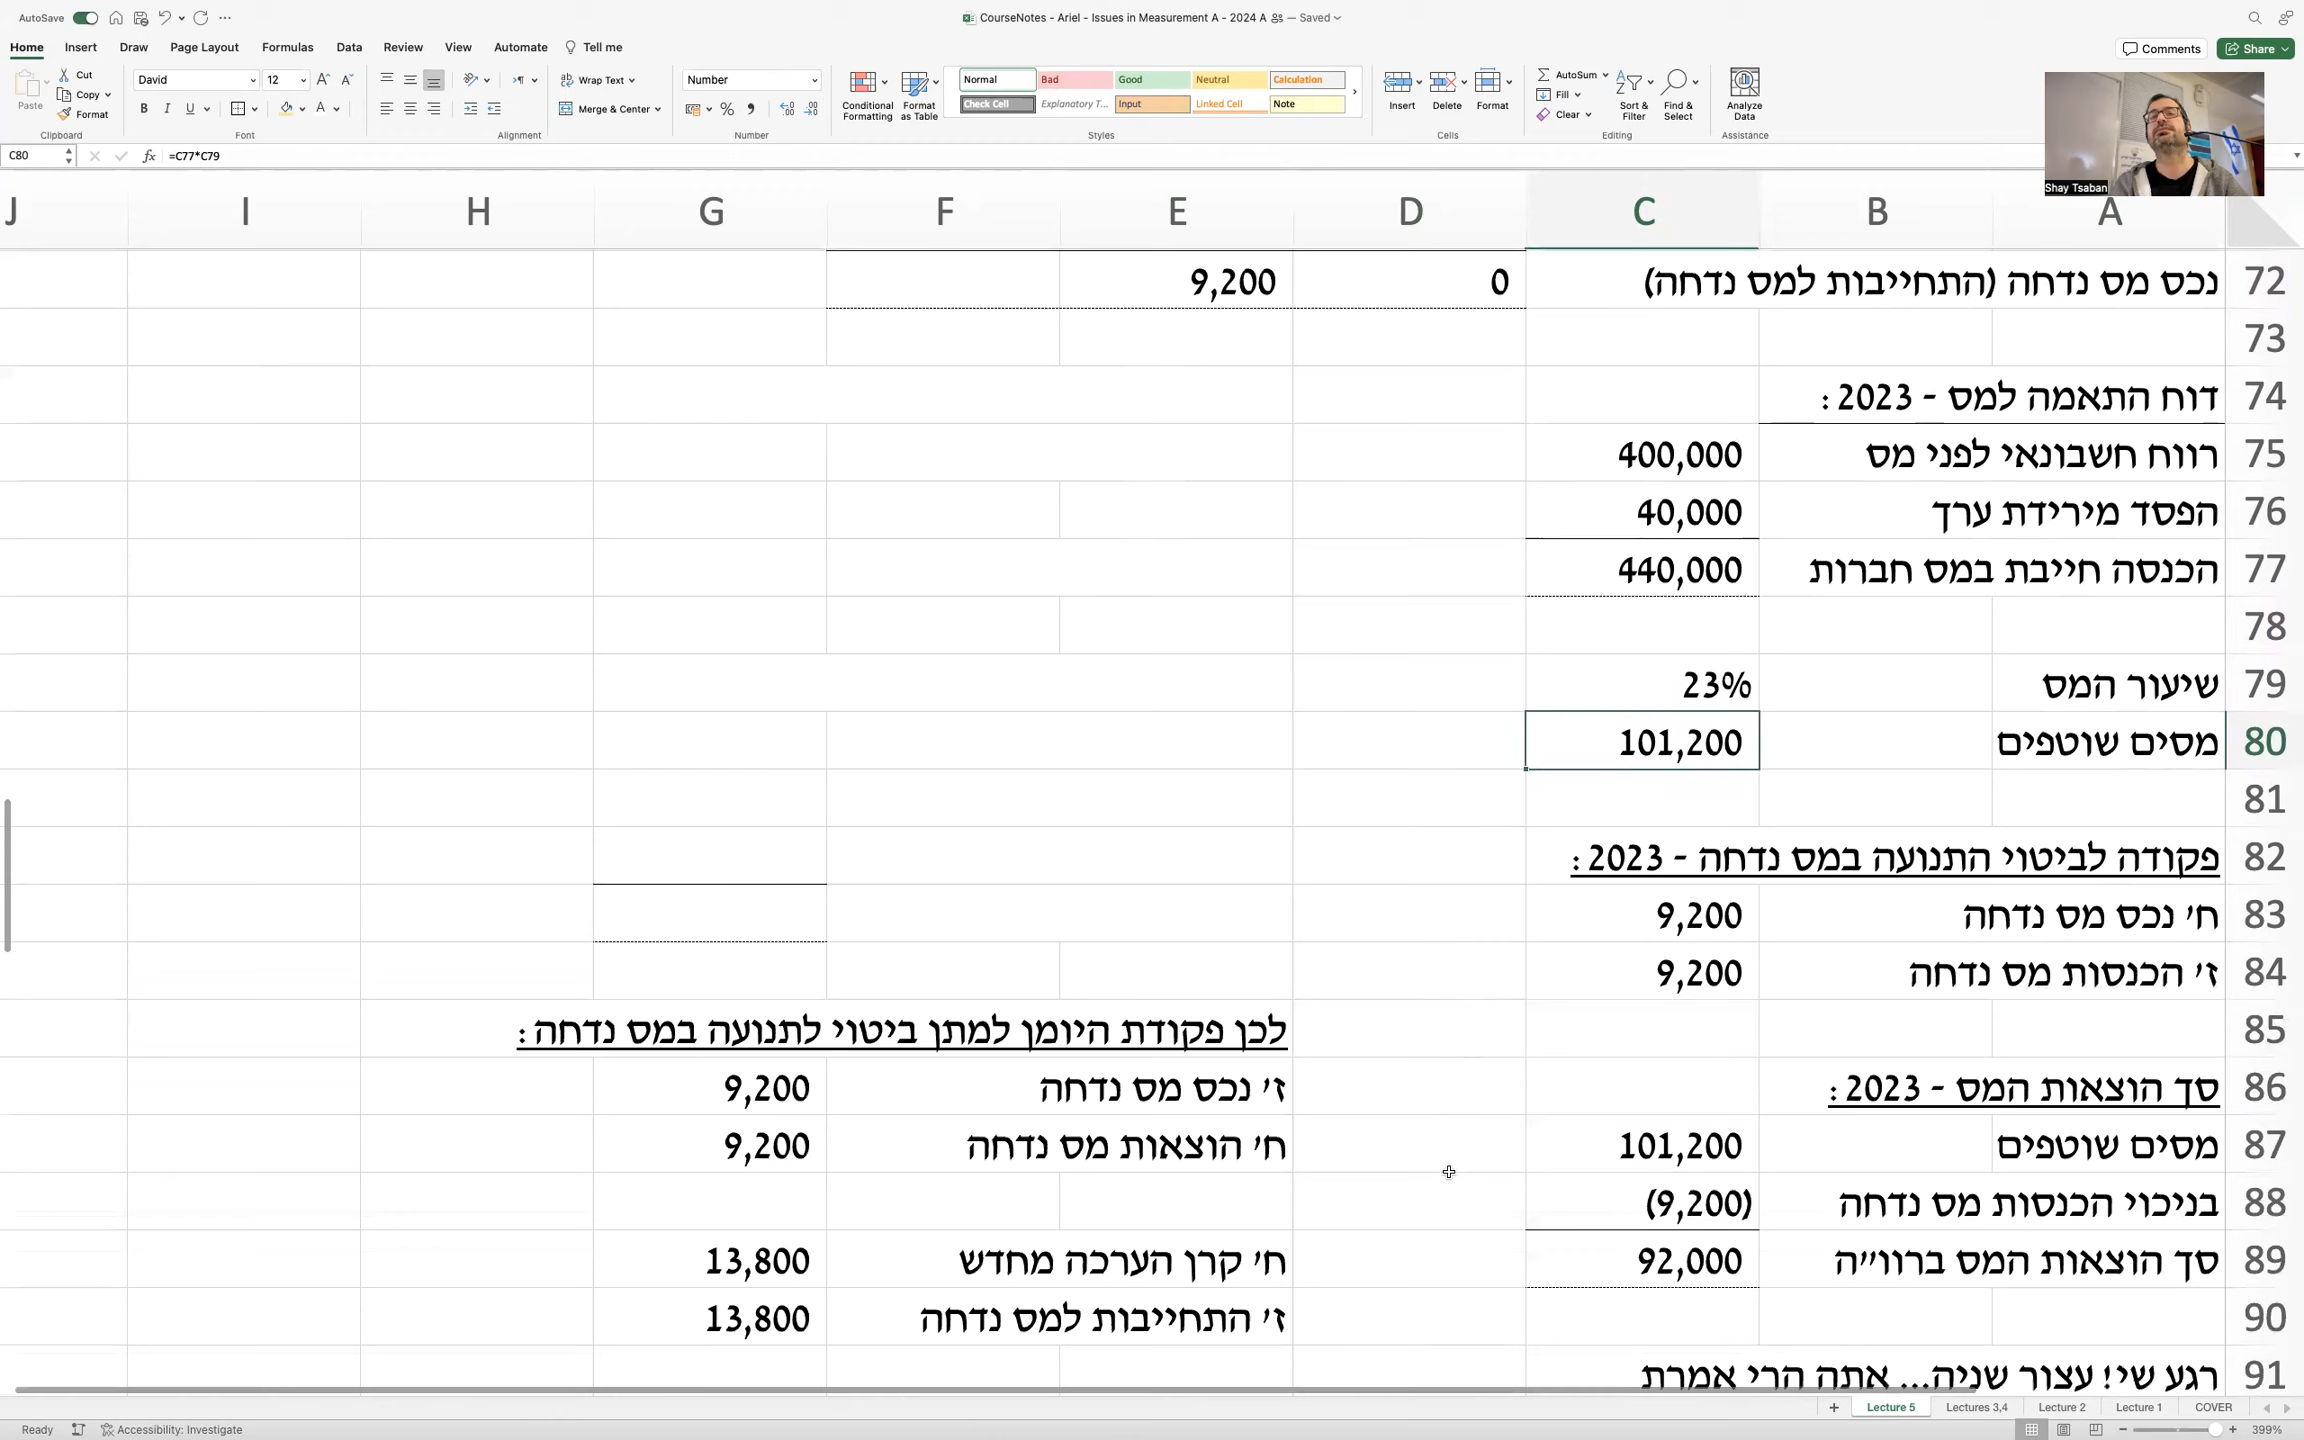 AutoSave
CourseNotes - Ariel - Issues in Measurement A - 2024 A — Saved
Home Insert Draw Page Layout Formulas Data Review View Automate Tell me
Comments Share
Paste
Cut
Copy
Format
Clipboard
David 12
B I U
Font
Wrap Text
Merge & Center
Alignment
Number
Number
Conditional Formatting
Format as Table
Normal Bad Good Neutral Calculation
Check Cell Explanatory T... Input Linked Cell Note
Styles
Insert Delete Format
Cells
AutoSum
Fill
Clear
Sort & Filter
Find & Select
Editing
Analyze Data
Assistance
Shay Tsaban
C80 fx =C77*C79
A B C D E F G H I J
72 נכס מס נדחה (התחייבות למס נדחה) 0 9,200
73
74 דוח התאמה למס - 2023 :
75 רווח חשבונאי לפני מס 400,000
76 הפסד מירידת ערך 40,000
77 הכנסה חייבת במס חברות 440,000
78
79 שיעור המס 23%
80 מסים שוטפים 101,200
81
82 פקודה לביטוי התנועה במס נדחה - 2023 :
83 ח׳ נכס מס נדחה 9,200
84 ז׳ הכנסות מס נדחה 9,200
85 לכן פקודת היומן למתן ביטוי לתנועה במס נדחה :
86 סך הוצאות המס - 2023 : ז׳ נכס מס נדחה 9,200
87 מסים שוטפים 101,200 ח׳ הוצאות מס נדחה 9,200
88 בניכוי הכנסות מס נדחה (9,200)
89 סך הוצאות המס ברוו״ה 92,000 ח׳ קרן הערכה מחדש 13,800
90 ז׳ התחייבות למס נדחה 13,800
91 רגע שי! עצור שניה... אתה הרי אמרת
Lecture 5 Lectures 3,4 Lecture 2 Lecture 1 COVER
Ready Accessibility: Investigate 399%